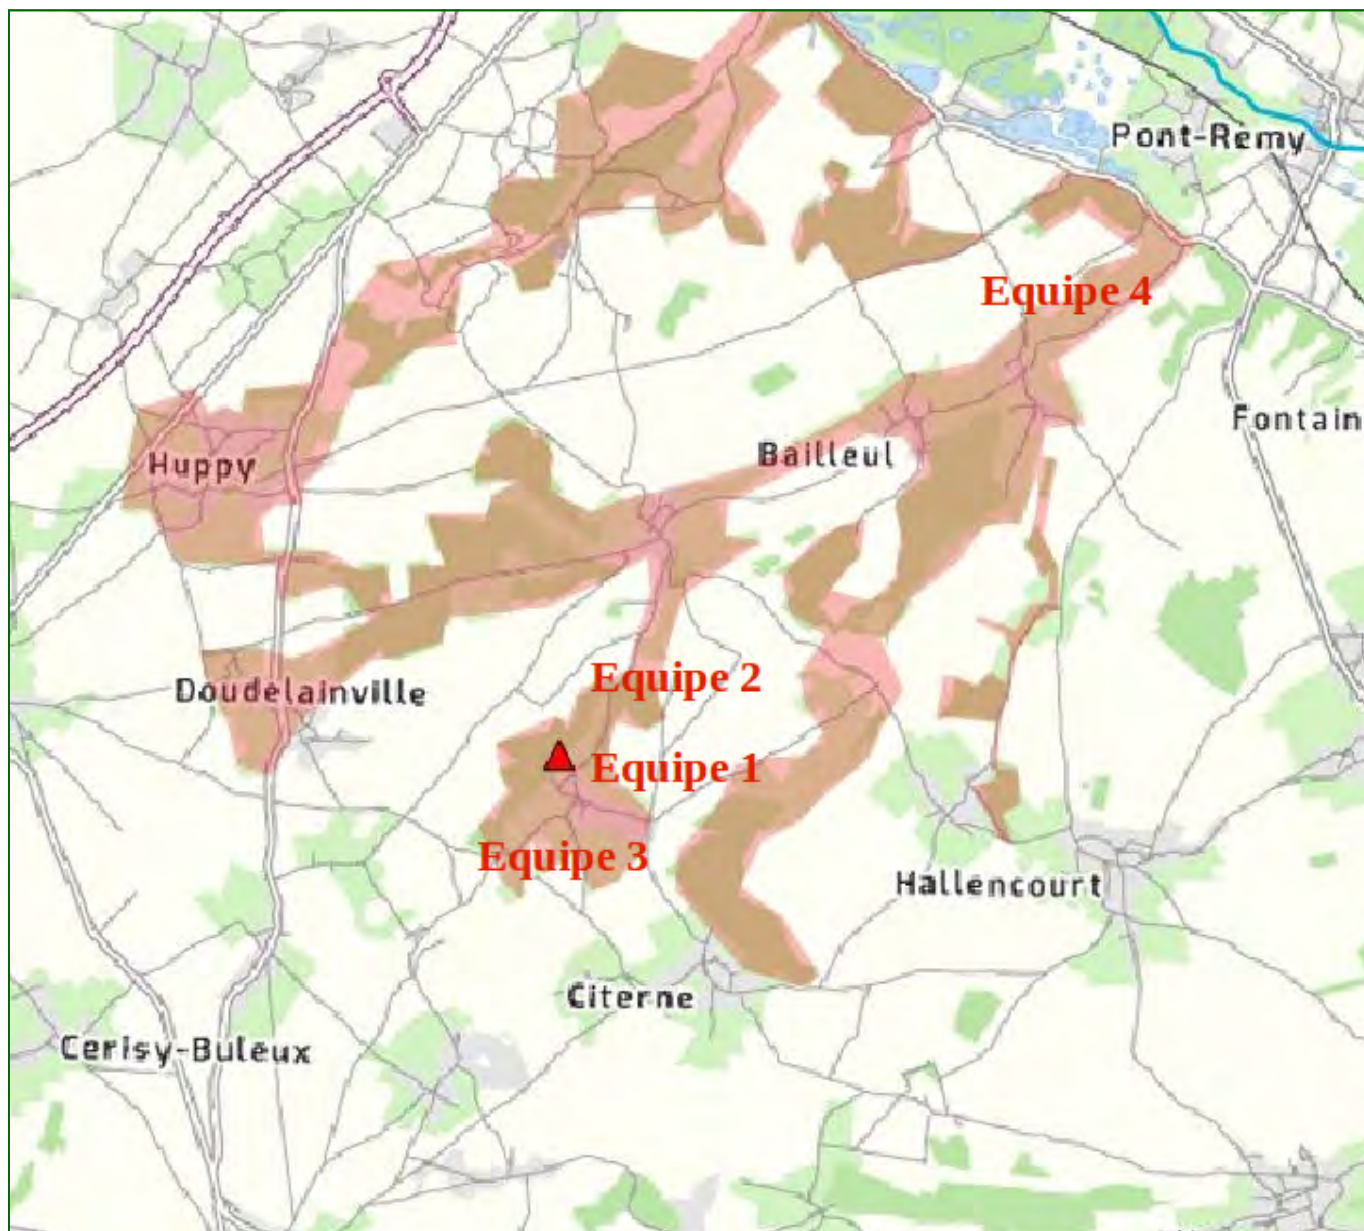 Pont-Remy
Equipe 4
Fontain
Bailleul
Huppy
Equipe 2
Doudelainville
Equipe 1
Equipe 3
Hallencourt
Citerne
Cerisy-Buleux